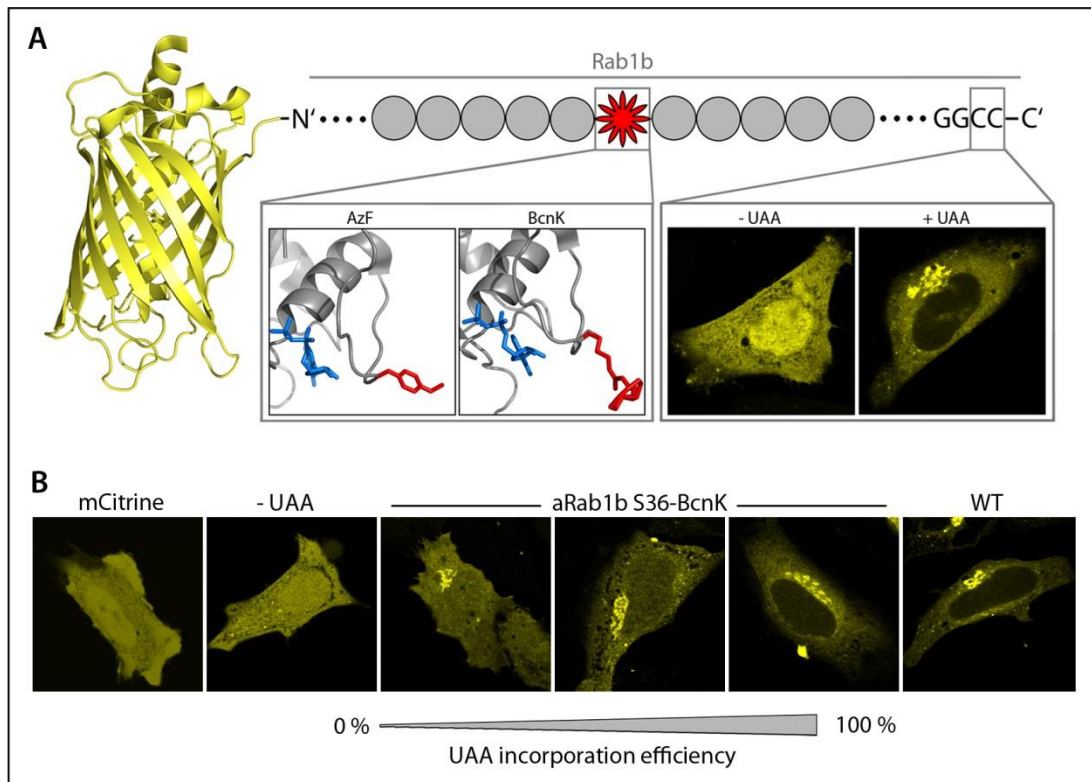 A
Rab1b
N‘
GGCC
C‘
AzF
BcnK
- UAA
+ UAA
B
mCitrine
- UAA
aRab1b S36-BcnK
WT
0 %
100 %
UAA incorporation efficiency